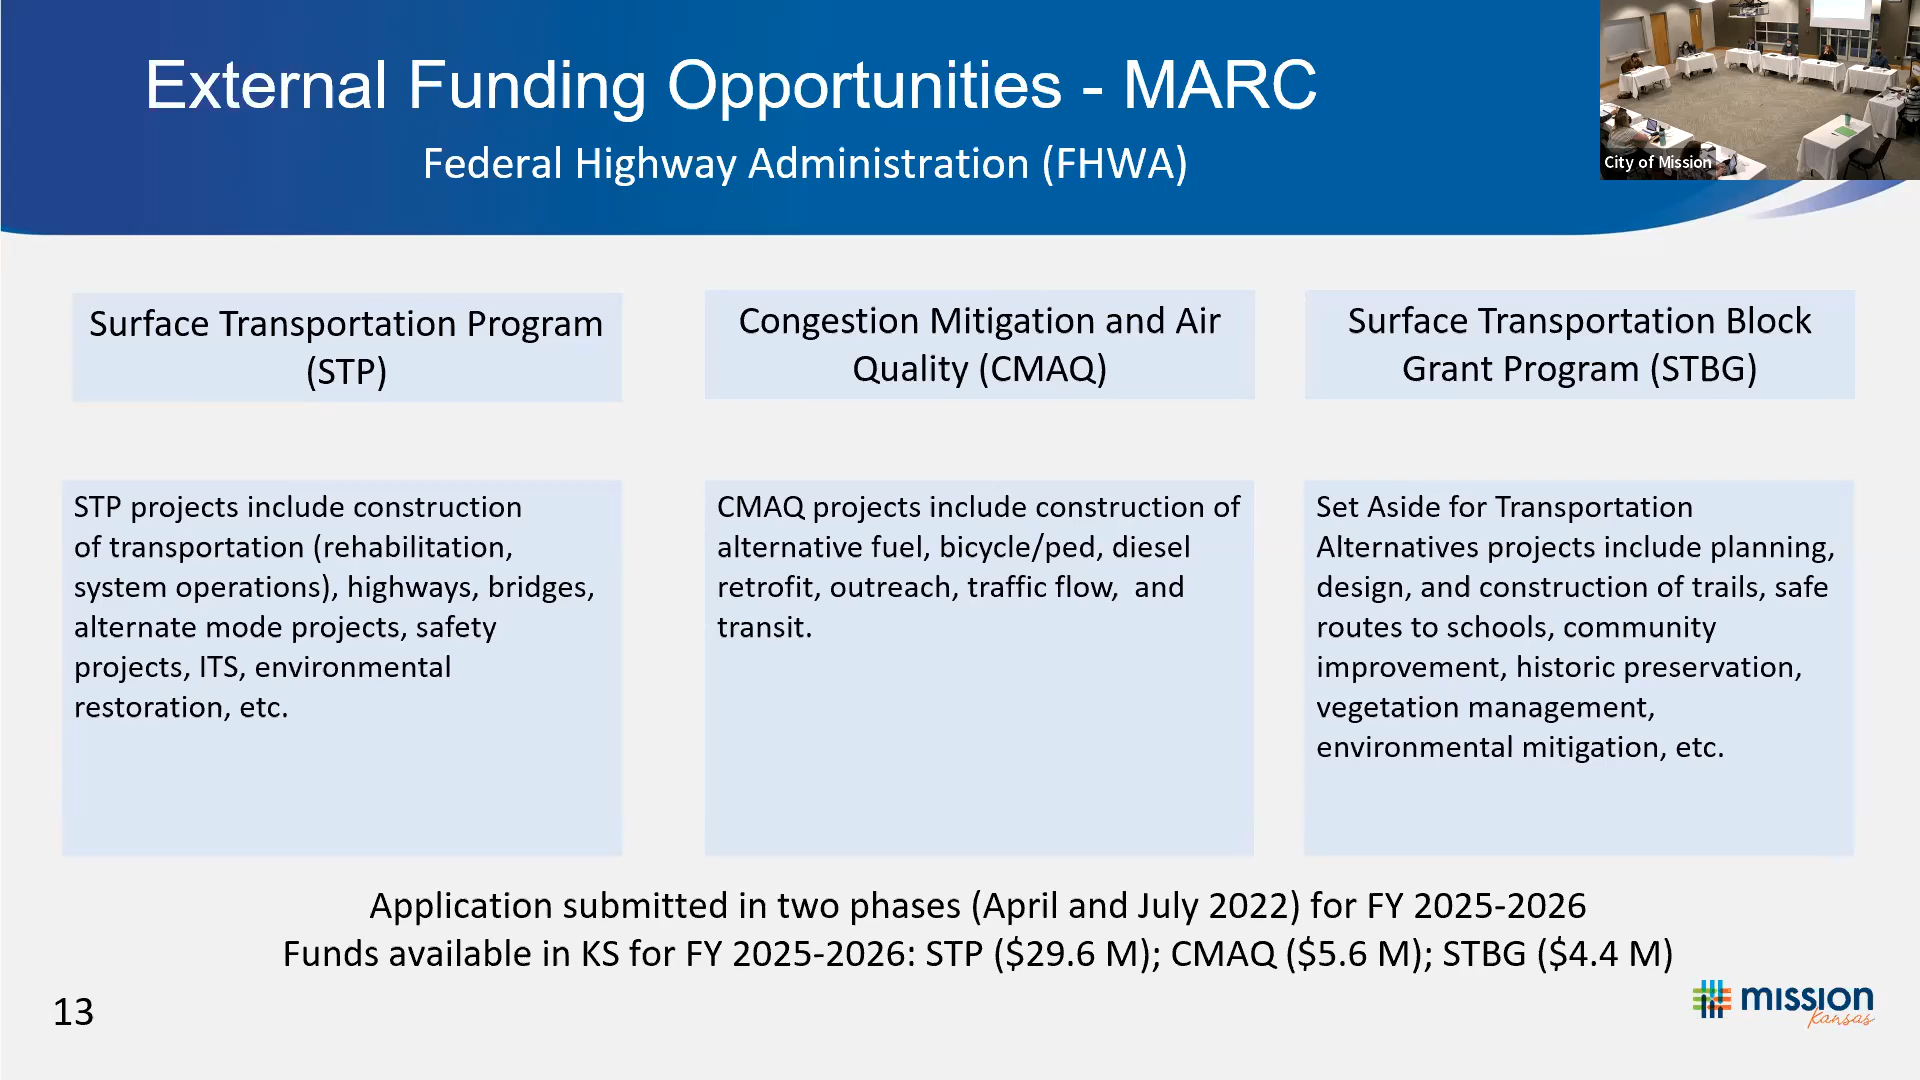 External Funding Opportunities - MARC
Federal Highway Administration (FHWA)
City of Mission
Surface Transportation Program
(STP)
Congestion Mitigation and Air
Quality (CMAQ)
Surface Transportation Block
Grant Program (STBG)
STP projects include construction
of transportation (rehabilitation,
system operations), highways, bridges,
alternate mode projects, safety
projects, ITS, environmental
restoration, etc.
CMAQ projects include construction of
alternative fuel, bicycle/ped, diesel
retrofit, outreach, traffic flow,  and
transit.
Set Aside for Transportation
Alternatives projects include planning,
design, and construction of trails, safe
routes to schools, community
improvement, historic preservation,
vegetation management,
environmental mitigation, etc.
Application submitted in two phases (April and July 2022) for FY 2025-2026
Funds available in KS for FY 2025-2026: STP ($29.6 M); CMAQ ($5.6 M); STBG ($4.4 M)
13
mission
kansas